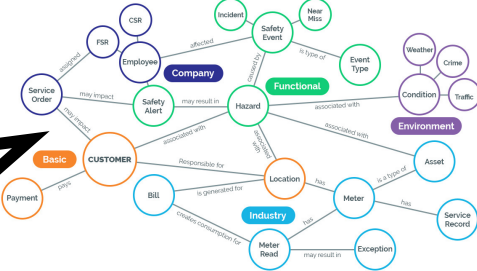 Incident
Near
Miss
CSR
Safety
Event
FSR
affected
is type of
Weather
Employee
Event
Type
Crime
assigned
Company
caused by
Service
Order
Functional
Condition
Traffic
may impact
Safety
Alert
may result in
Hazard
associated with
may impact
Environment
associated with
associated with
Basic
CUSTOMER
associated
with
Asset
Responsible for
is a type of
Payment
pays
Location
has
Bill
is generated for
Meter
has
Service
Record
creates consumption for
Industry
has
Meter
Read
may result in
Exception